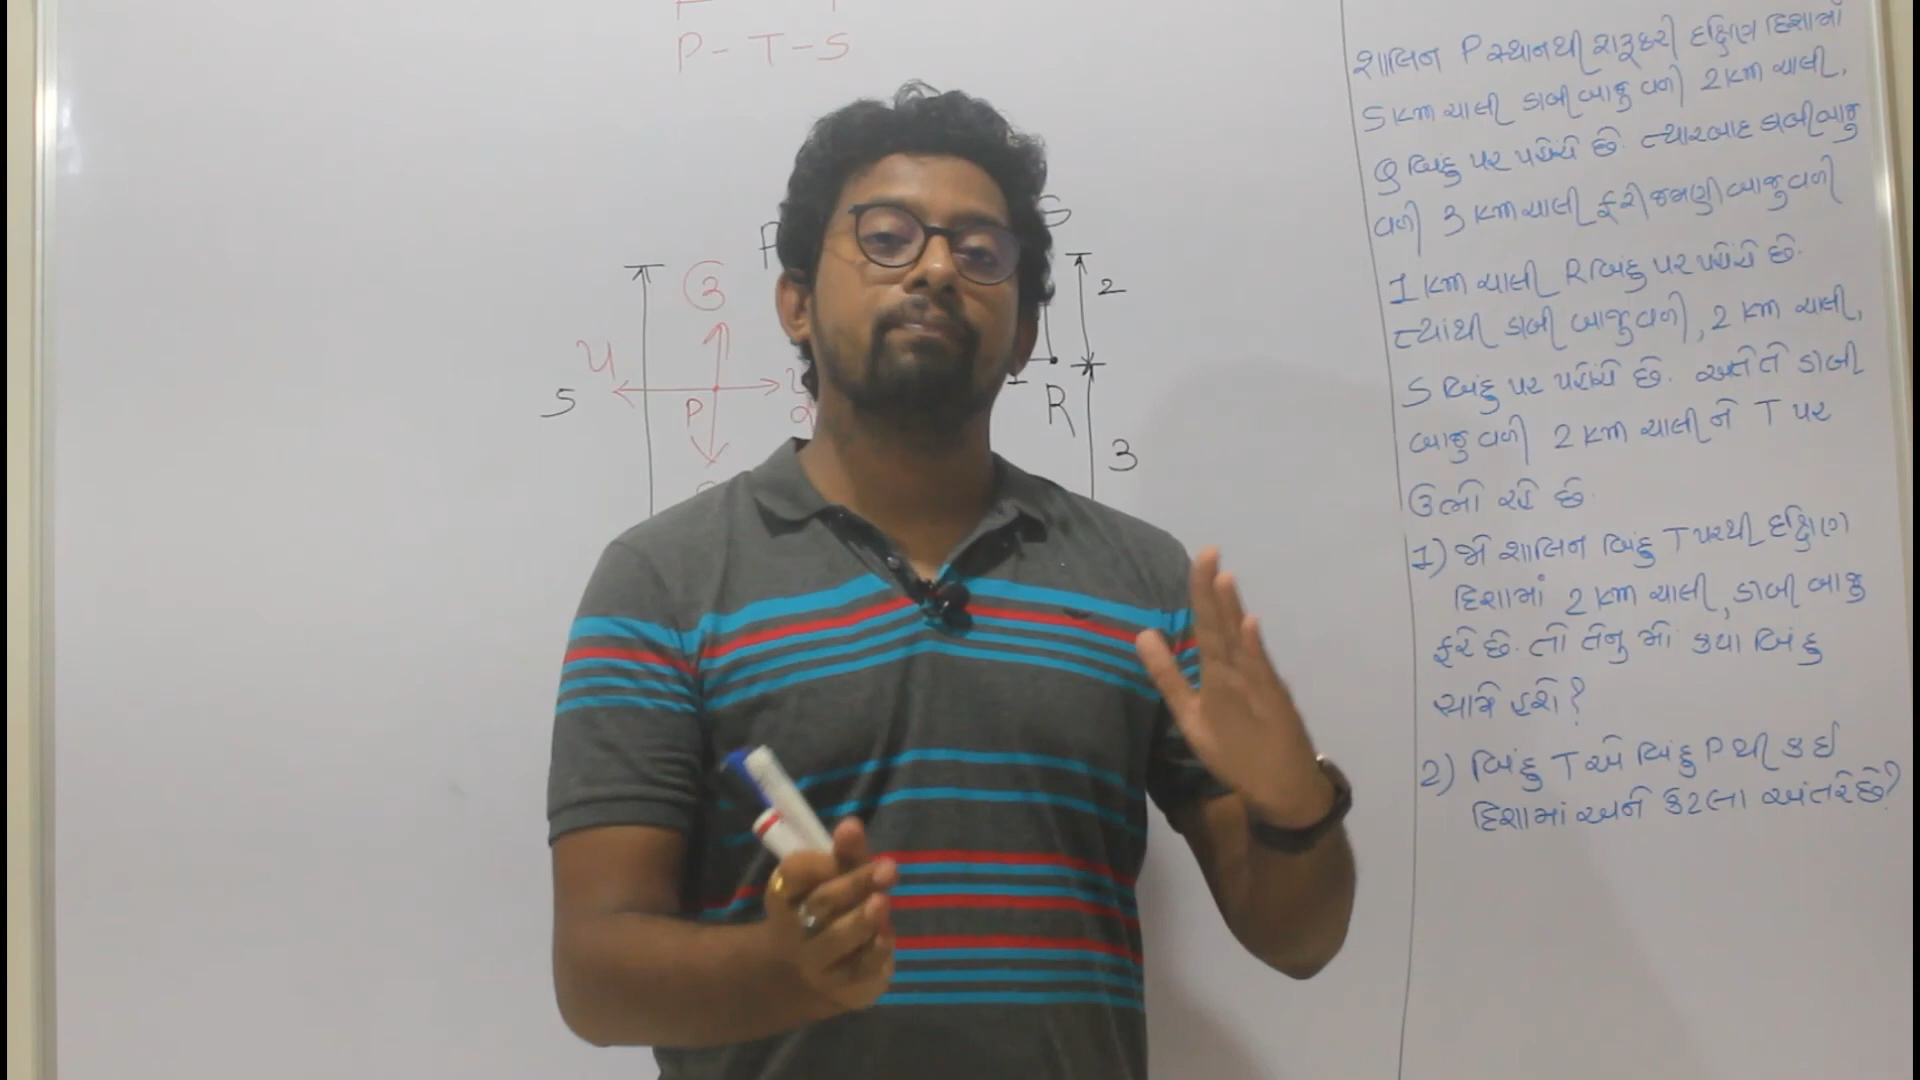 P - T - S
S
3
2
પ
5
P
1
R
3
શાલિન P સ્થાનથી શરૂ કરી દક્ષિણ દિશામાં
5 km ચાલી ડાબી બાજુ વળી 2 km ચાલી,
Q બિંદુ પર પહોંચે છે. ત્યારબાદ ડાબી બાજુ
વળી 3 km ચાલી ફરી જમણી બાજુ વળી
1 km ચાલી R બિંદુ પર પહોંચે છે.
ત્યાંથી ડાબી બાજુ વળી, 2 km ચાલી,
S બિંદુ પર પહોંચે છે. અંતે તે ડાબી
બાજુ વળી 2 km ચાલીને T પર
ઉભો રહે છે.
1) જો શાલિન બિંદુ T પરથી દક્ષિણ
દિશામાં 2 km ચાલી, ડાબી બાજુ
ફરે છે. તો તેનુ મોં કયા બિંદુ
સામે હશે?
2) બિંદુ T એ બિંદુ P થી કઇ
દિશામાં અને કેટલા અંતરે છે?